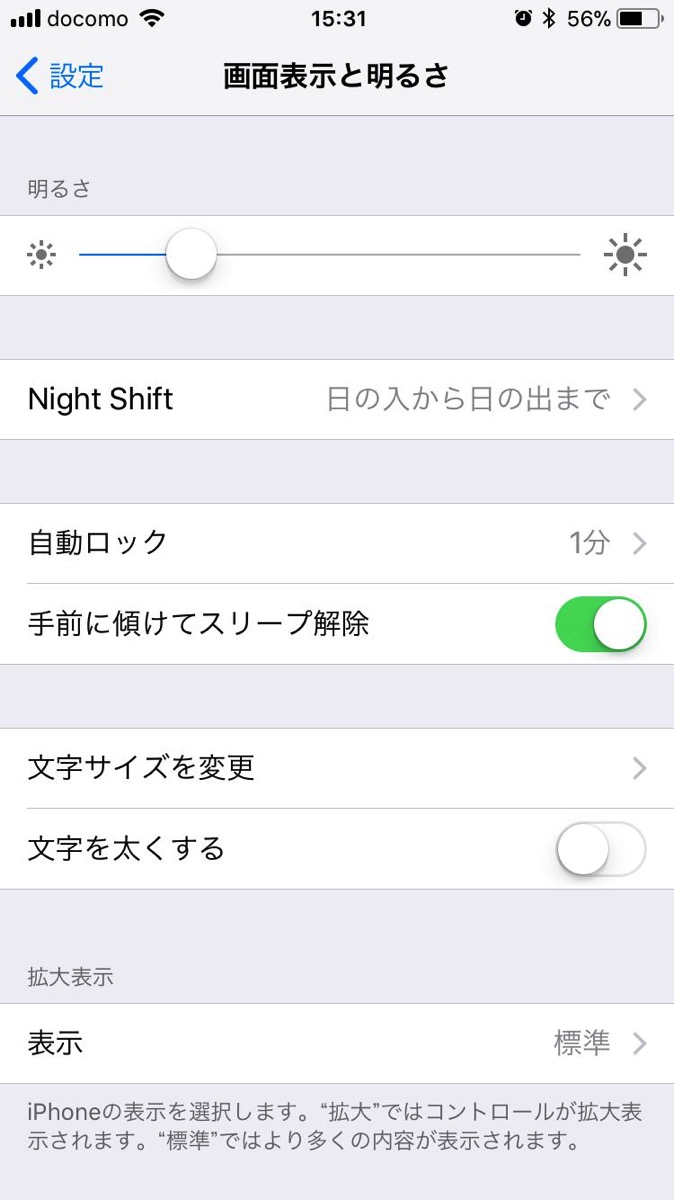 docomo 15:31 56%
設定 画面表示と明るさ
明るさ
Night Shift 日の入から日の出まで
自動ロック 1分
手前に傾けてスリープ解除
文字サイズを変更
文字を太くする
拡大表示
表示 標準
iPhoneの表示を選択します。“拡大”ではコントロールが拡大表
示されます。“標準”ではより多くの内容が表示されます。